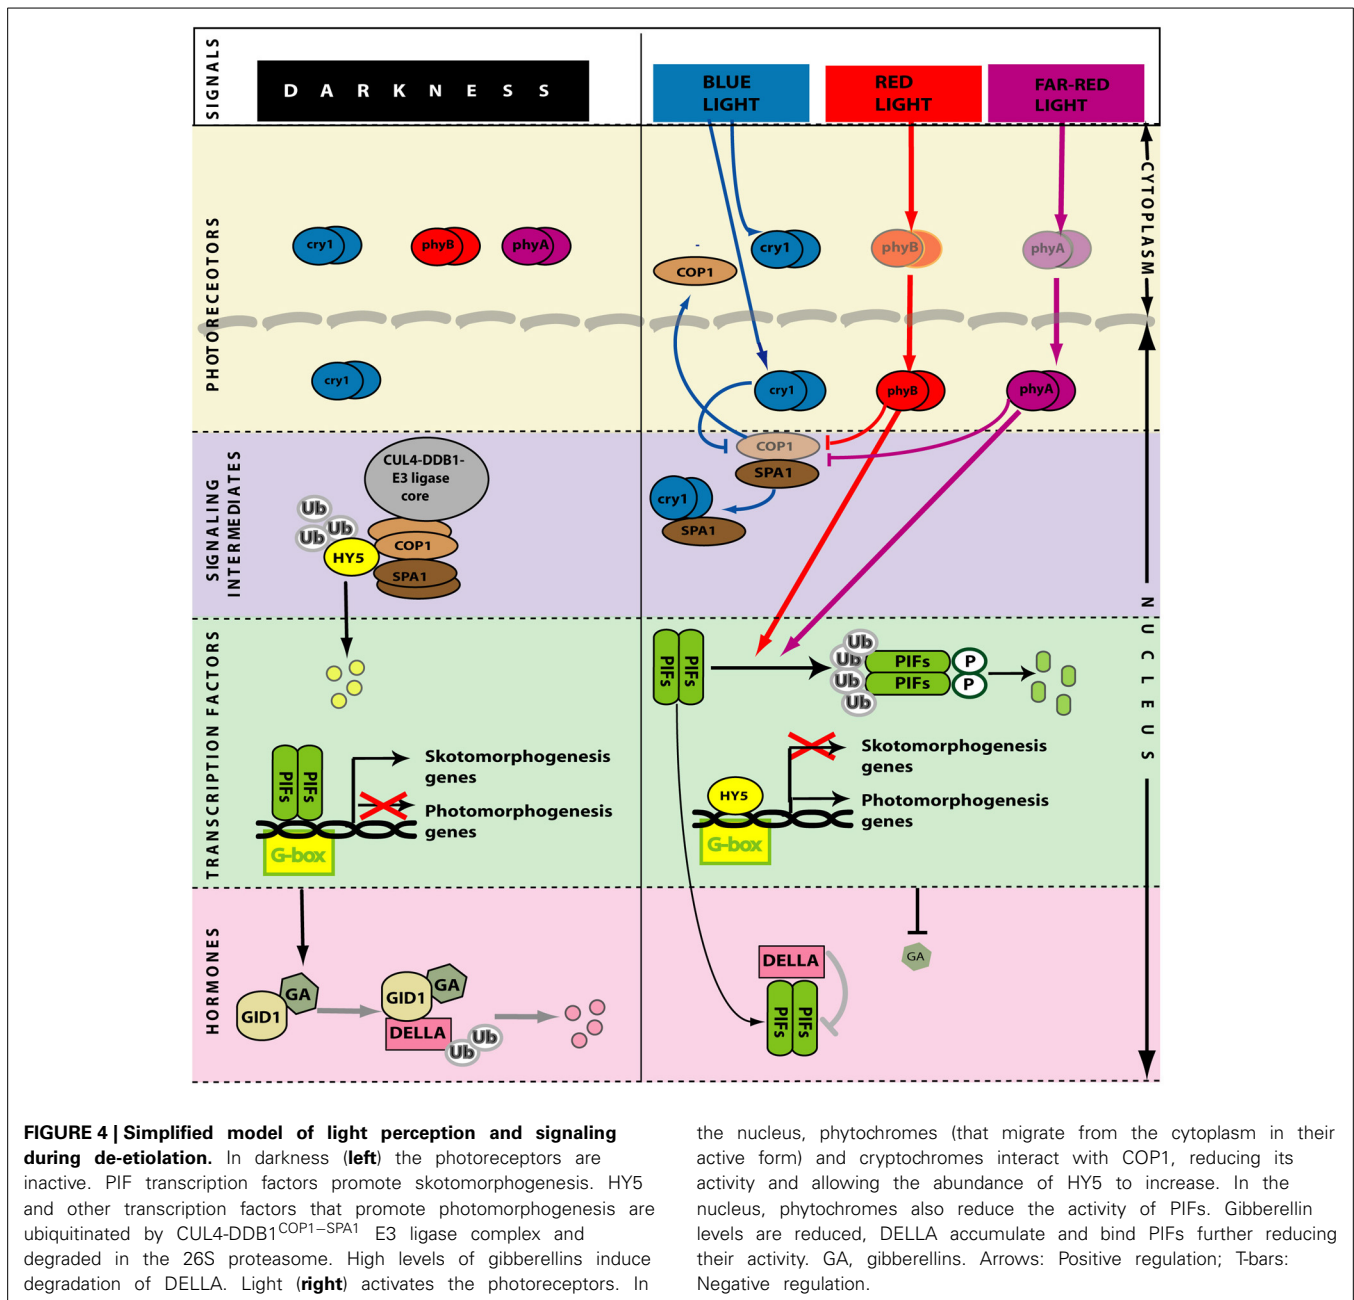 SIGNALS
D A R K N E S S
BLUE
LIGHT
RED
LIGHT
FAR-RED
LIGHT
CYTOPLASM
PHOTORECEOTORS
cry1
phyB
phyA
COP1
cry1
phyB
phyA
cry1
cry1
phyB
phyA
NUCLEUS
SIGNALING
INTERMEDIATES
CUL4-DDB1-
E3 ligase
core
Ub
Ub
Ub
HY5
COP1
SPA1
COP1
SPA1
cry1
SPA1
TRANSCRIPTION FACTORS
PIFs
PIFs
Skotomorphogenesis
genes
Photomorphogenesis
genes
G-box
PIFs
PIFs
Ub
Ub
Ub
Ub
PIFs
PIFs
P
P
Skotomorphogenesis
genes
HY5
Photomorphogenesis
genes
G-box
HORMONES
GID1
GA
GID1
GA
DELLA
Ub
Ub
DELLA
PIFs
PIFs
GA
FIGURE 4 | Simplified model of light perception and signaling
during de-etiolation. In darkness (left) the photoreceptors are
inactive. PIF transcription factors promote skotomorphogenesis. HY5
and other transcription factors that promote photomorphogenesis are
ubiquitinated by CUL4-DDB1COP1–SPA1 E3 ligase complex and
degraded in the 26S proteasome. High levels of gibberellins induce
degradation of DELLA. Light (right) activates the photoreceptors. In
the nucleus, phytochromes (that migrate from the cytoplasm in their
active form) and cryptochromes interact with COP1, reducing its
activity and allowing the abundance of HY5 to increase. In the
nucleus, phytochromes also reduce the activity of PIFs. Gibberellin
levels are reduced, DELLA accumulate and bind PIFs further reducing
their activity. GA, gibberellins. Arrows: Positive regulation; T-bars:
Negative regulation.